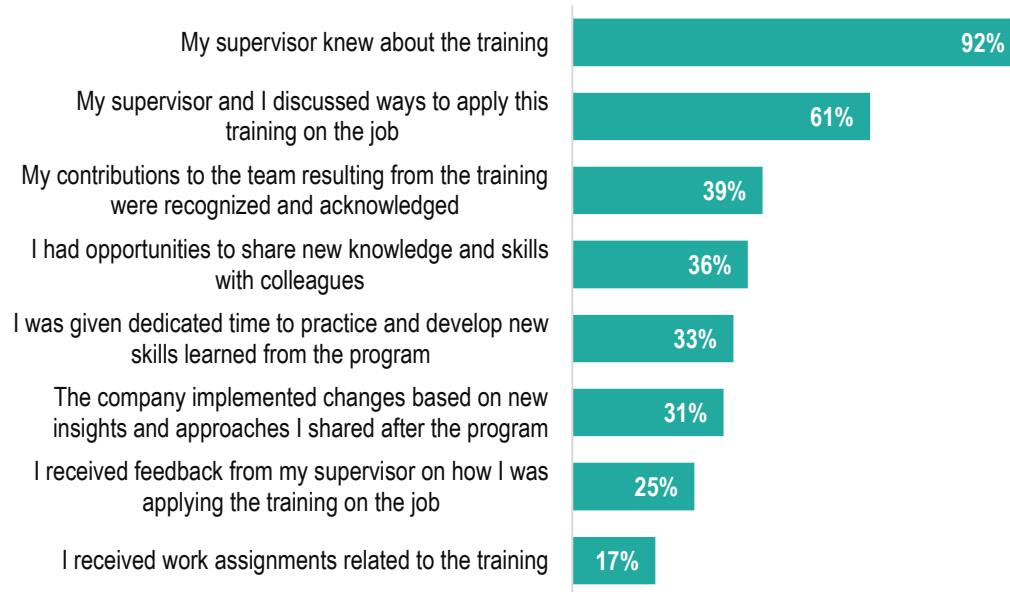 My supervisor knew about the training
92%
My supervisor and I discussed ways to apply this
training on the job
61%
My contributions to the team resulting from the training
were recognized and acknowledged
39%
I had opportunities to share new knowledge and skills
with colleagues
36%
I was given dedicated time to practice and develop new
skills learned from the program
33%
The company implemented changes based on new
insights and approaches I shared after the program
31%
I received feedback from my supervisor on how I was
applying the training on the job
25%
I received work assignments related to the training
17%